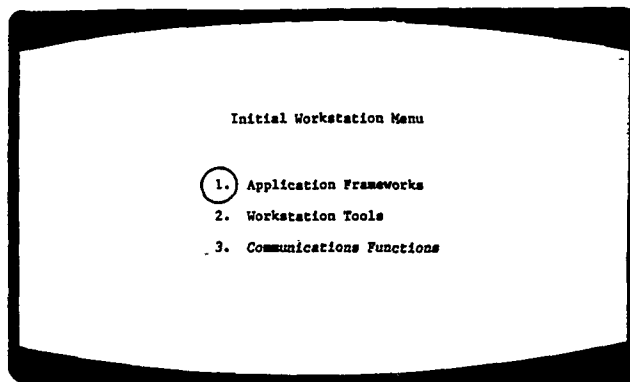 Initial Workstation Menu
1. Application Frameworks
2. Workstation Tools
3. Communications Functions